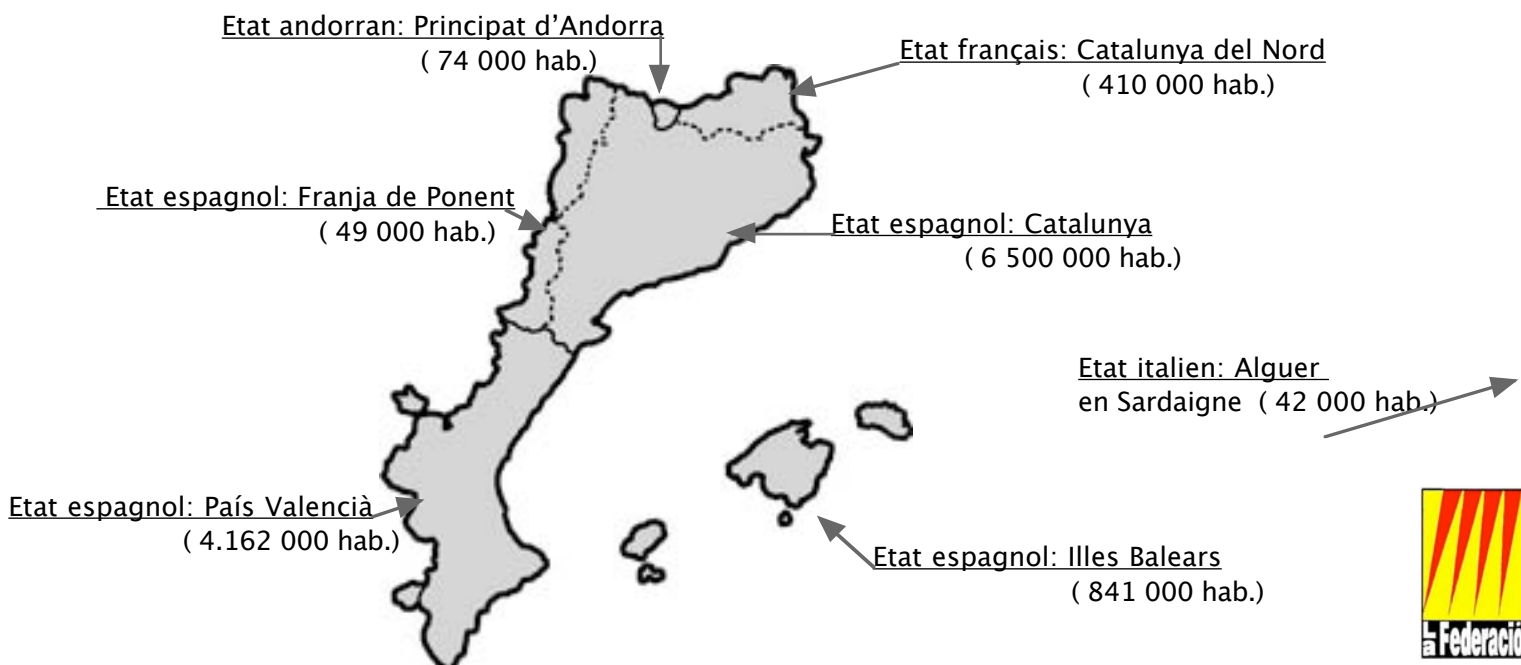 Etat andorran: Principat d’Andorra
( 74 000 hab.)
Etat français: Catalunya del Nord
( 410 000 hab.)
Etat espagnol: Franja de Ponent
( 49 000 hab.)
Etat espagnol: Catalunya
( 6 500 000 hab.)
Etat italien: Alguer
en Sardaigne ( 42 000 hab.)
Etat espagnol: País Valencià
( 4.162 000 hab.)
Etat espagnol: Illes Balears
( 841 000 hab.)
La Federació